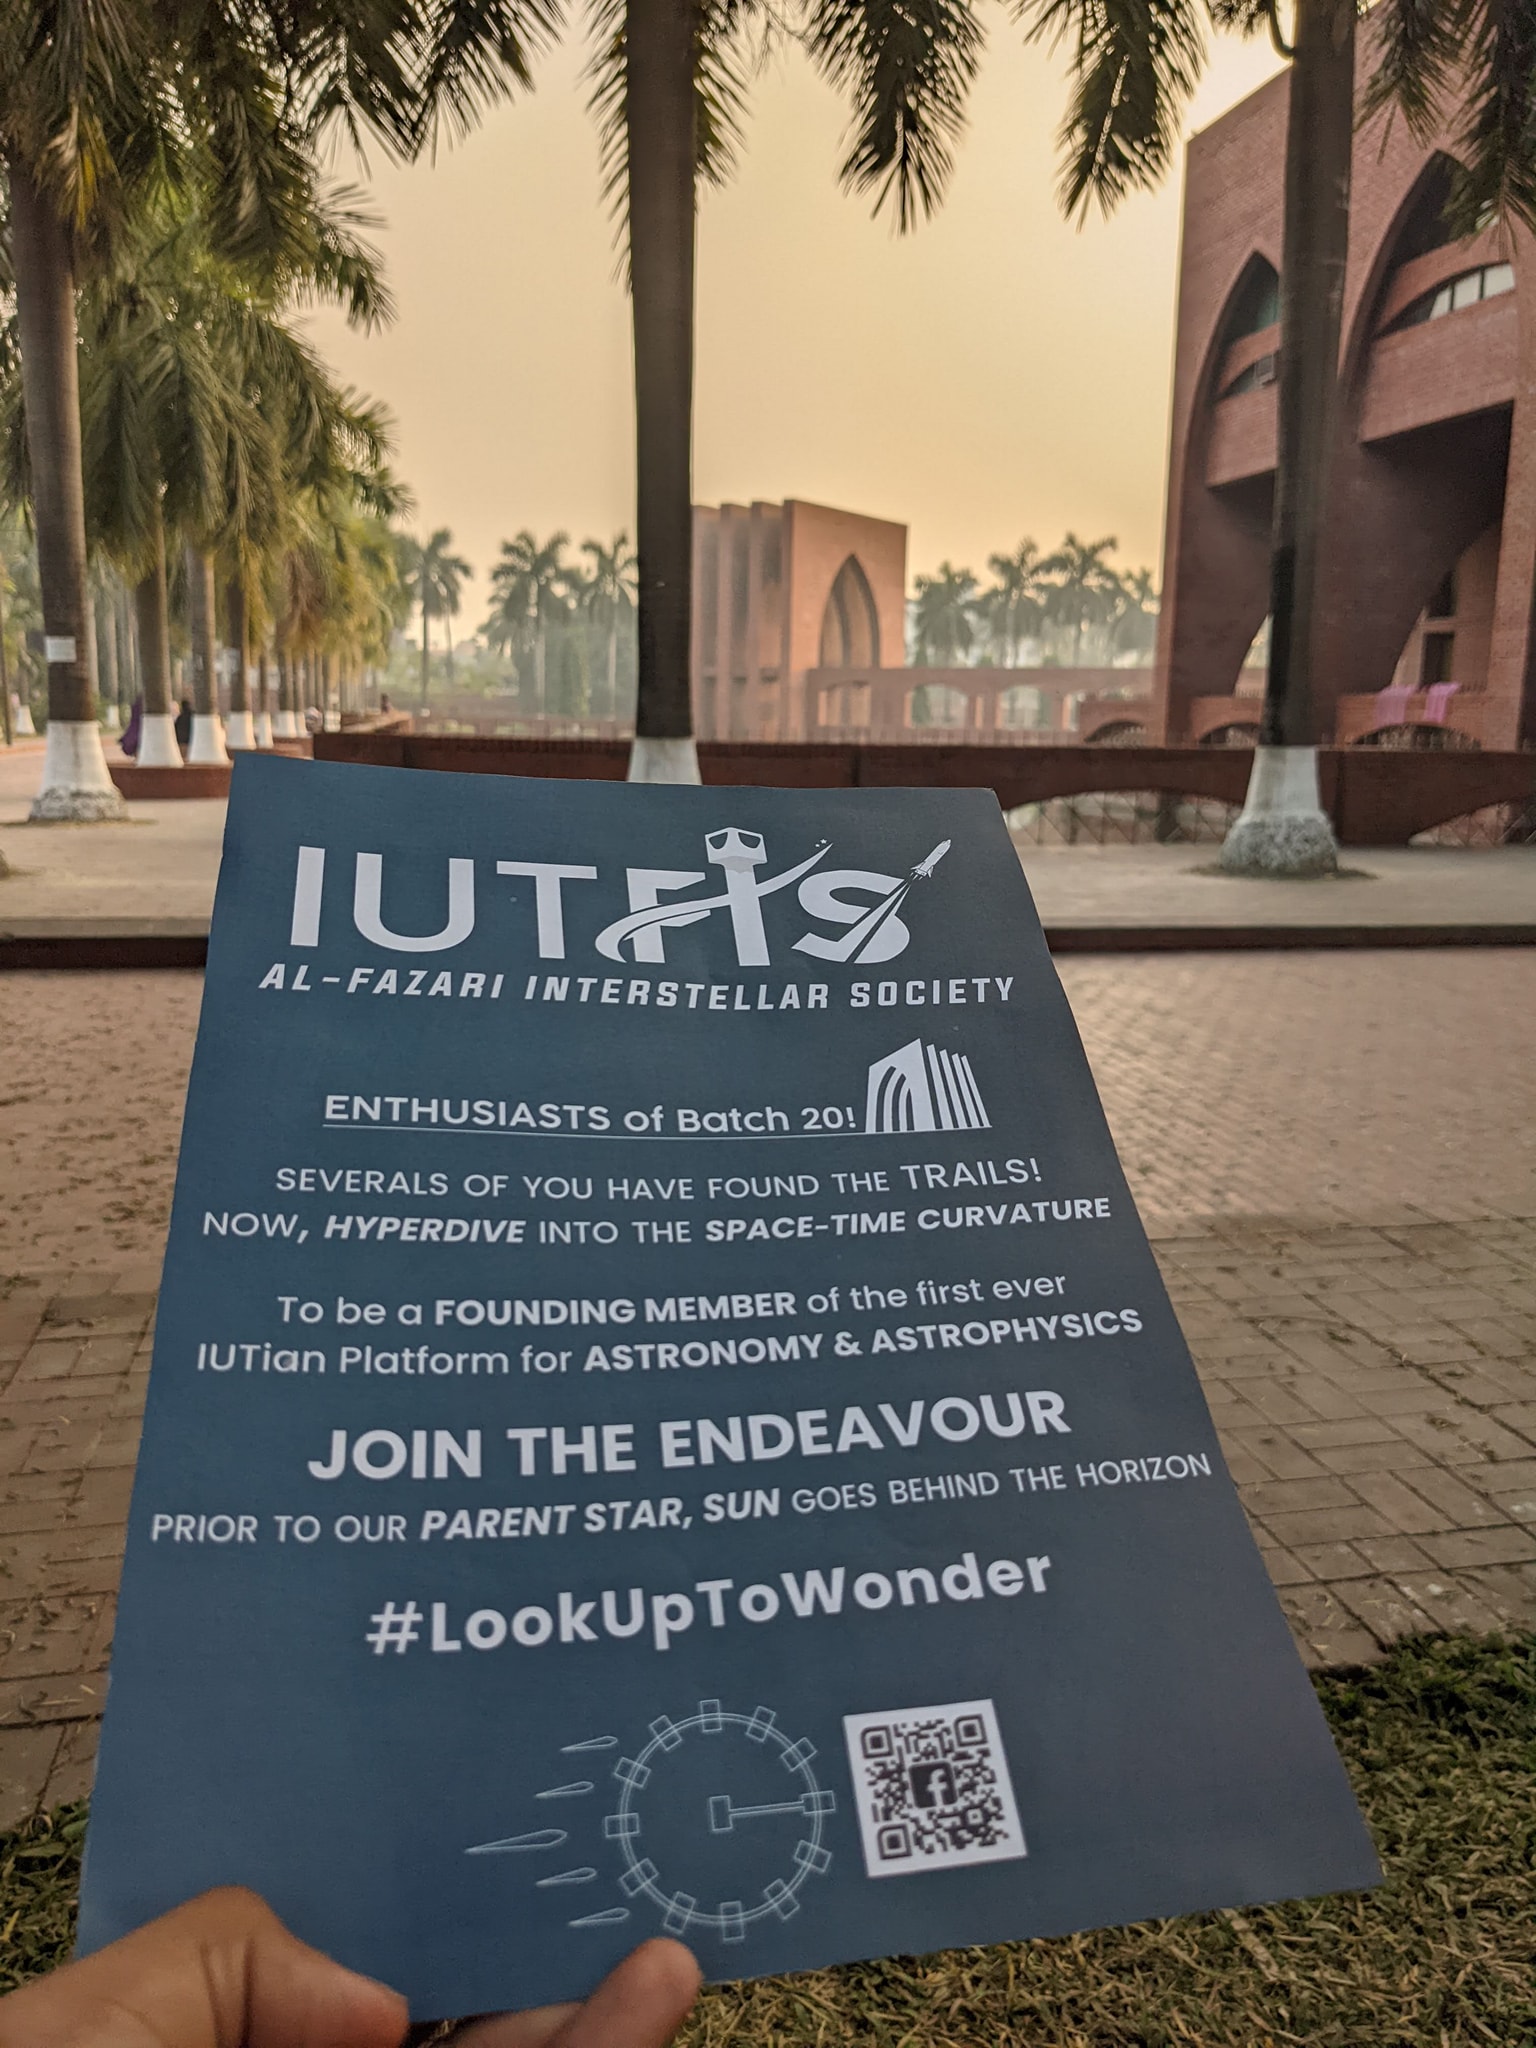 IUTFIS
AL-FAZARI INTERSTELLAR SOCIETY
ENTHUSIASTS of Batch 20!
SEVERALS OF YOU HAVE FOUND THE TRAILS!
NOW, HYPERDIVE INTO THE SPACE-TIME CURVATURE
To be a FOUNDING MEMBER of the first ever
IUTian Platform for ASTRONOMY & ASTROPHYSICS
JOIN THE ENDEAVOUR
PRIOR TO OUR PARENT STAR, SUN GOES BEHIND THE HORIZON
#LookUpToWonder